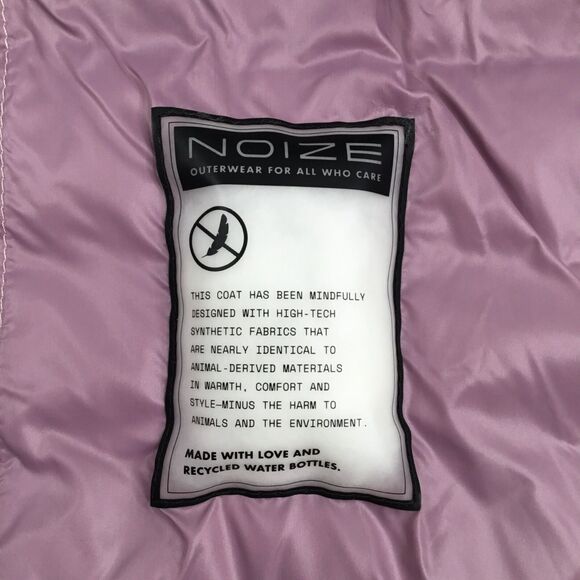 NOIZE
OUTERWEAR FOR ALL WHO CARE
THIS COAT HAS BEEN MINDFULLY
DESIGNED WITH HIGH-TECH
SYNTHETIC FABRICS THAT
ARE NEARLY IDENTICAL TO
ANIMAL-DERIVED MATERIALS
IN WARMTH, COMFORT AND
STYLE–MINUS THE HARM TO
ANIMALS AND THE ENVIRONMENT.
MADE WITH LOVE AND
RECYCLED WATER BOTTLES.